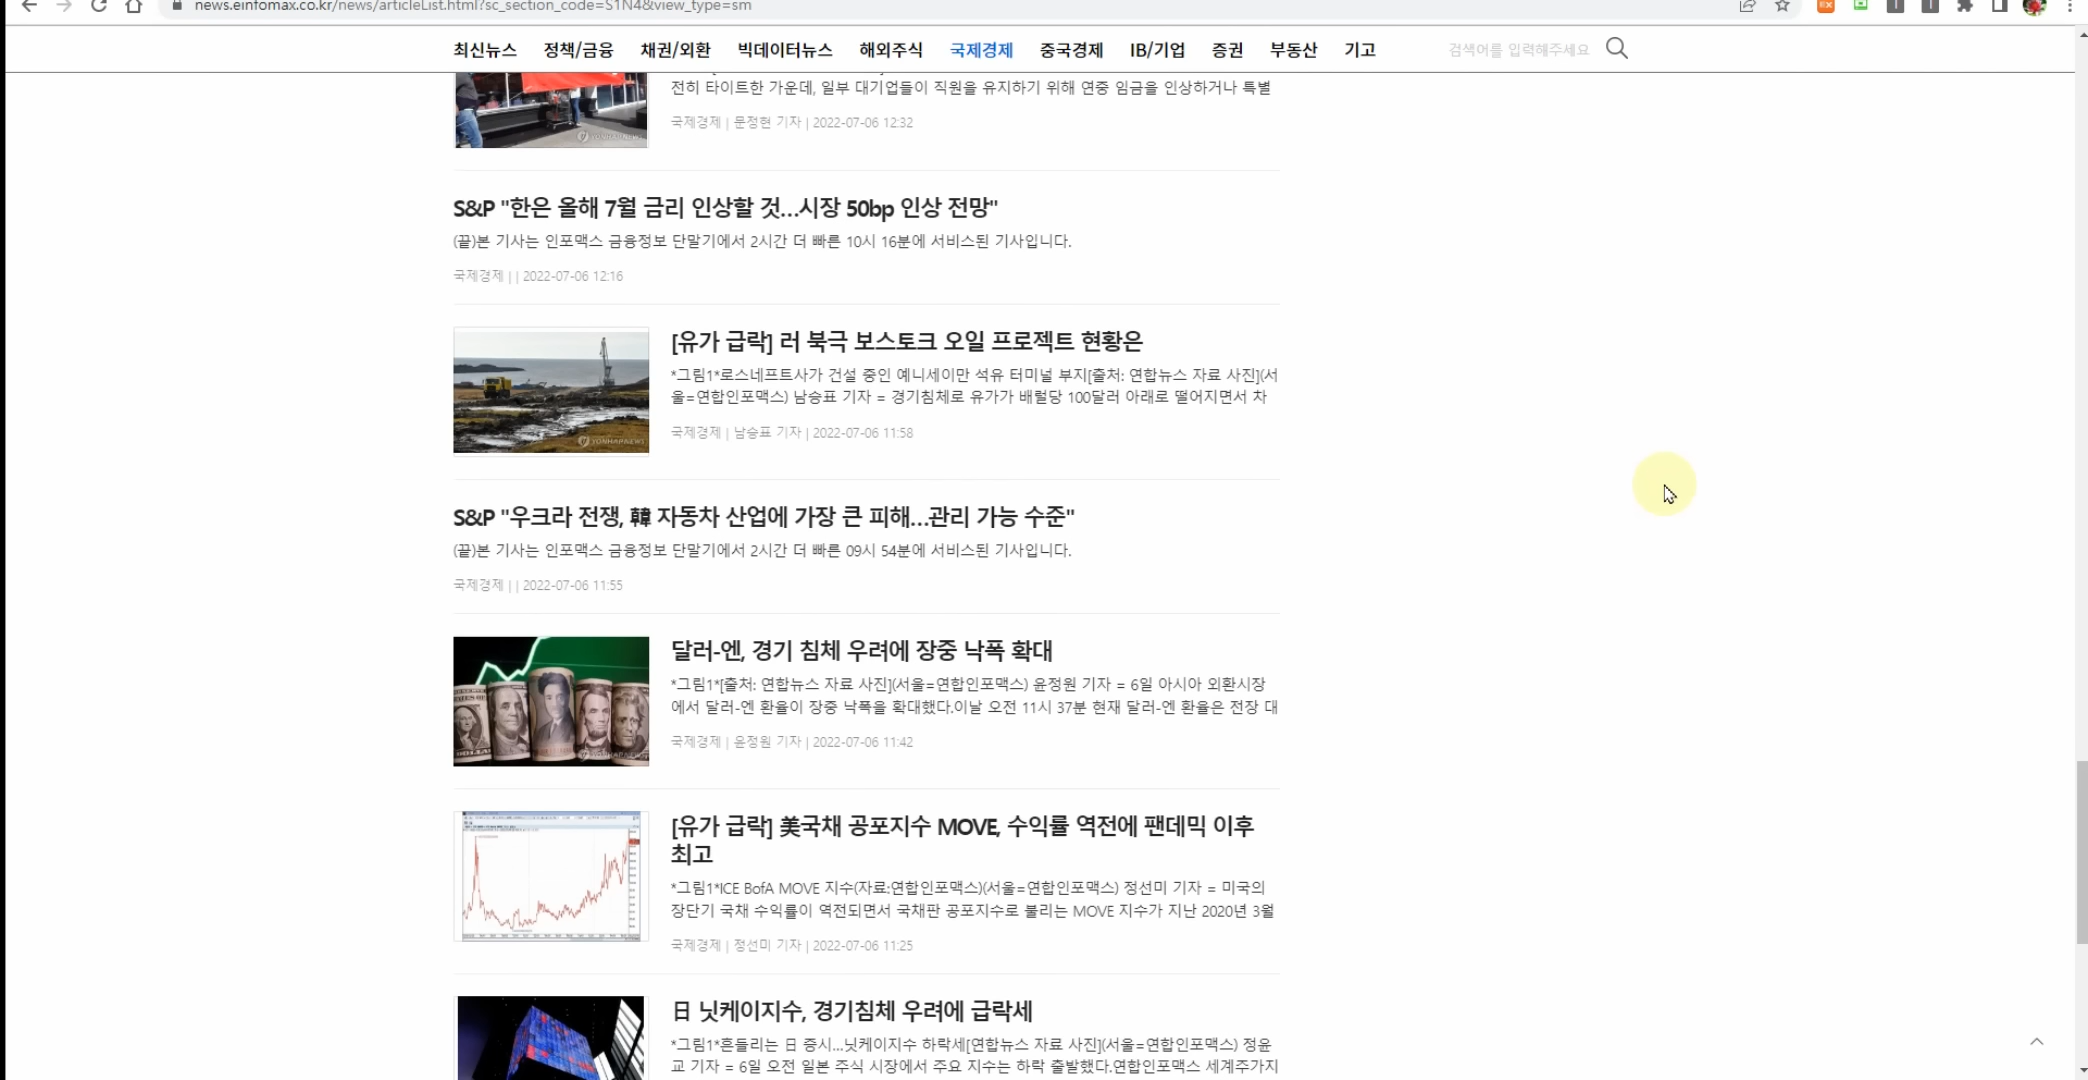 news.einfomax.co.kr/news/articleList.html?sc_section_code=S1N4&view_type=sm
최신뉴스 정책/금융 채권/외환 빅데이터뉴스 해외주식 국제경제 중국경제 IB/기업 증권 부동산 기고 검색어를 입력해주세요
전히 타이트한 가운데, 일부 대기업들이 직원을 유지하기 위해 연중 임금을 인상하거나 특별
국제경제 | 문정현 기자 | 2022-07-06 12:32
YONHAPNEWS
S&P "한은 올해 7월 금리 인상할 것…시장 50bp 인상 전망"
(끝)본 기사는 인포맥스 금융정보 단말기에서 2시간 더 빠른 10시 16분에 서비스된 기사입니다.
국제경제 | | 2022-07-06 12:16
[유가 급락] 러 북극 보스토크 오일 프로젝트 현황은
*그림1*로스네프트사가 건설 중인 예니세이만 석유 터미널 부지[출처: 연합뉴스 자료 사진](서
울=연합인포맥스) 남승표 기자 = 경기침체로 유가가 배럴당 100달러 아래로 떨어지면서 차
국제경제 | 남승표 기자 | 2022-07-06 11:58
YONHAPNEWS
S&P "우크라 전쟁, 韓 자동차 산업에 가장 큰 피해…관리 가능 수준"
(끝)본 기사는 인포맥스 금융정보 단말기에서 2시간 더 빠른 09시 54분에 서비스된 기사입니다.
국제경제 | | 2022-07-06 11:55
달러-엔, 경기 침체 우려에 장중 낙폭 확대
*그림1*[출처: 연합뉴스 자료 사진](서울=연합인포맥스) 윤정원 기자 = 6일 아시아 외환시장
에서 달러-엔 환율이 장중 낙폭을 확대했다.이날 오전 11시 37분 현재 달러-엔 환율은 전장 대
국제경제 | 윤정원 기자 | 2022-07-06 11:42
YONHAPNEWS
[유가 급락] 美국채 공포지수 MOVE, 수익률 역전에 팬데믹 이후
최고
*그림1*ICE BofA MOVE 지수(자료:연합인포맥스)(서울=연합인포맥스) 정선미 기자 = 미국의
장단기 국채 수익률이 역전되면서 국채판 공포지수로 불리는 MOVE 지수가 지난 2020년 3월
국제경제 | 정선미 기자 | 2022-07-06 11:25
日 닛케이지수, 경기침체 우려에 급락세
*그림1*흔들리는 日 증시…닛케이지수 하락세[연합뉴스 자료 사진](서울=연합인포맥스) 정윤
교 기자 = 6일 오전 일본 주식 시장에서 주요 지수는 하락 출발했다.연합인포맥스 세계주가지